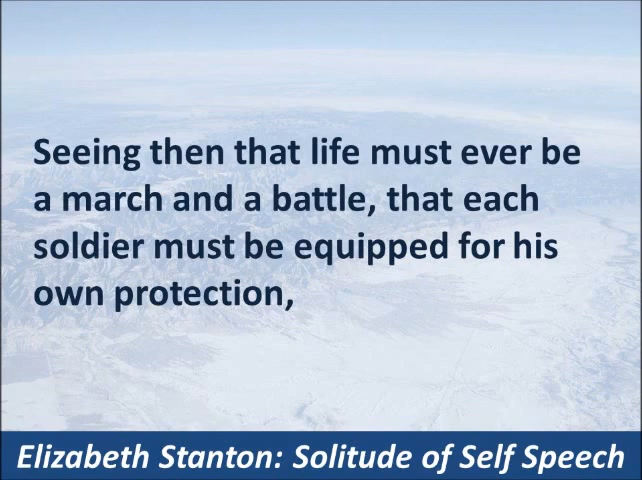 Seeing then that life must ever be
a march and a battle, that each
soldier must be equipped for his
own protection,
Elizabeth Stanton: Solitude of Self Speech